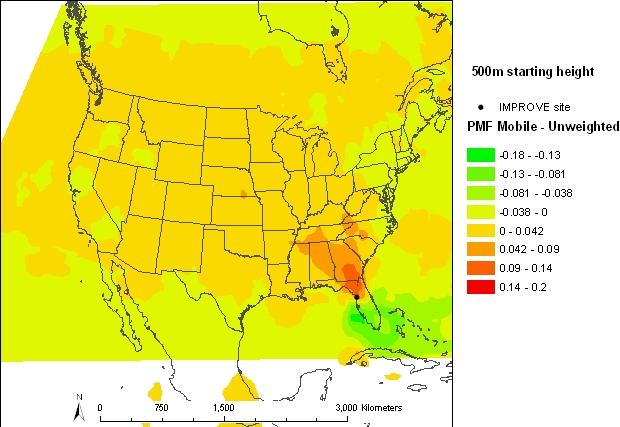 500m starting height
IMPROVE site
PMF Mobile - Unweighted
-0.18 - -0.13
-0.13 - -0.081
-0.081 - -0.038
-0.038 - 0
0 - 0.042
0.042 - 0.09
0.09 - 0.14
0.14 - 0.2
N
0 750 1,500 3,000 Kilometers